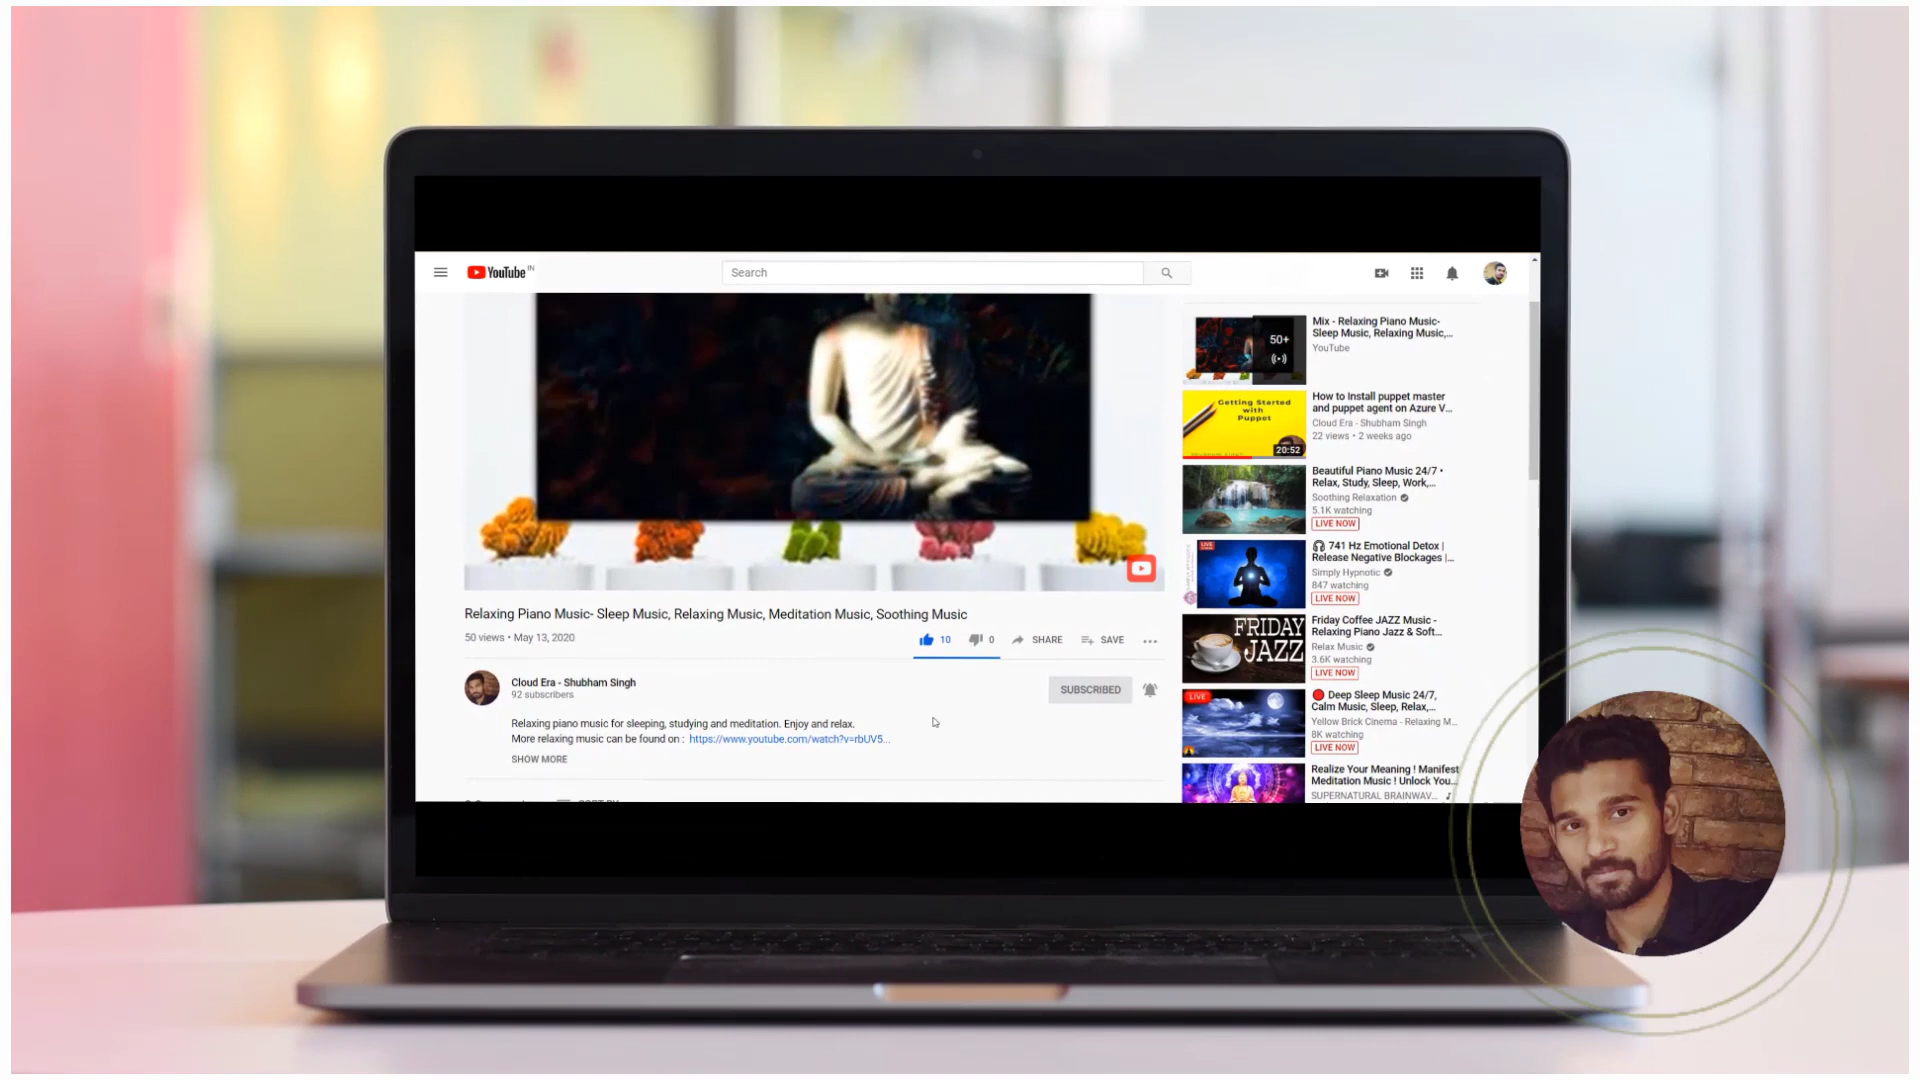 YouTube IN
Search
Relaxing Piano Music- Sleep Music, Relaxing Music, Meditation Music, Soothing Music
50 views • May 13, 2020
10
0
SHARE
SAVE
Cloud Era - Shubham Singh
92 subscribers
SUBSCRIBED
Relaxing piano music for sleeping, studying and meditation. Enjoy and relax.
More relaxing music can be found on : https://www.youtube.com/watch?v=rbUV5...
SHOW MORE
50+
Mix - Relaxing Piano Music-
Sleep Music, Relaxing Music,...
YouTube
Getting Started
with
Puppet
20:52
How to Install puppet master
and puppet agent on Azure V...
Cloud Era - Shubham Singh
22 views • 2 weeks ago
Beautiful Piano Music 24/7 •
Relax, Study, Sleep, Work,...
Soothing Relaxation
5.1K watching
LIVE NOW
LIVE
741 Hz Emotional Detox |
Release Negative Blockages |...
Simply Hypnotic
847 watching
LIVE NOW
FRIDAY
JAZZ
Friday Coffee JAZZ Music -
Relaxing Piano Jazz & Soft...
Relax Music
3.6K watching
LIVE NOW
LIVE
Deep Sleep Music 24/7,
Calm Music, Sleep, Relax,...
Yellow Brick Cinema - Relaxing M...
8K watching
LIVE NOW
Realize Your Meaning ! Manifest
Meditation Music ! Unlock You...
SUPERNATURAL BRAINWAV...